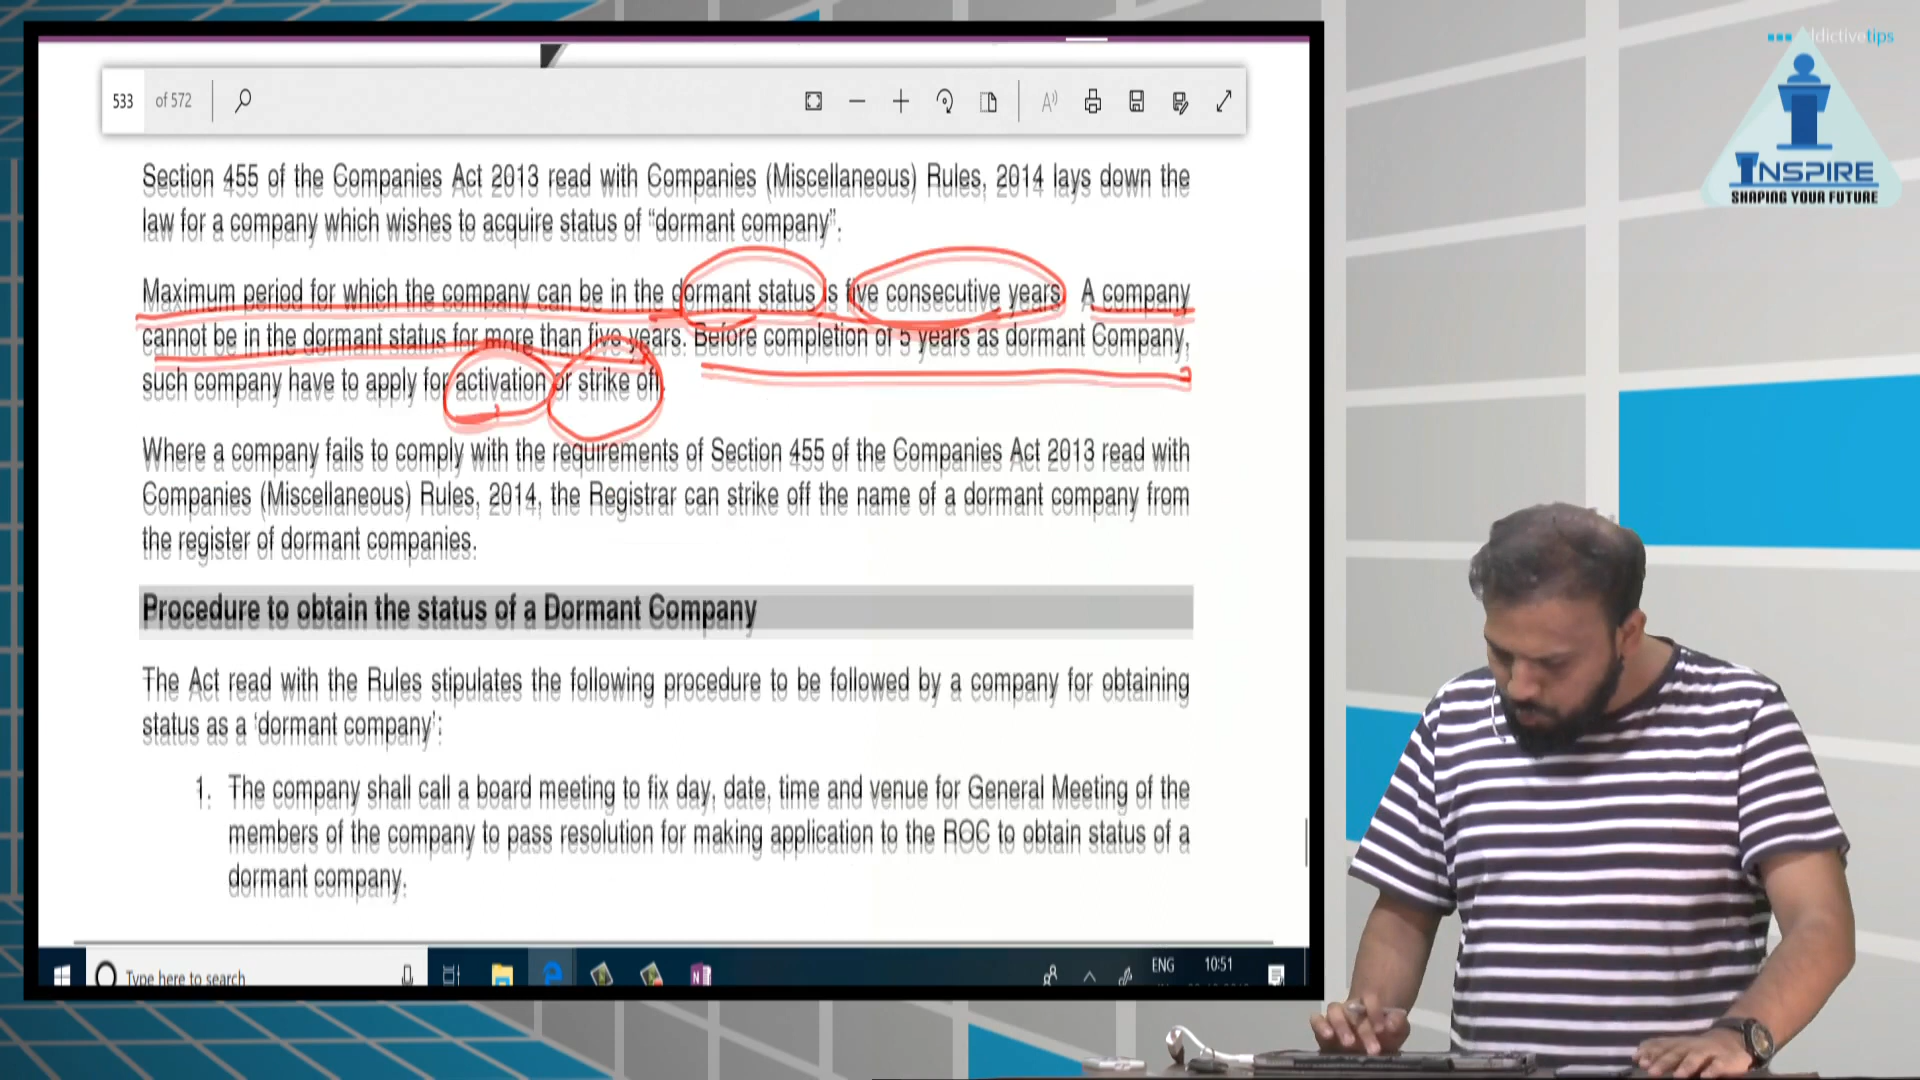 533 of 572
dictivetips
INSPIRE
SHAPING YOUR FUTURE
Section 455 of the Companies Act 2013 read with Companies (Miscellaneous) Rules, 2014 lays down the
law for a company which wishes to acquire status of “dormant company”.
Maximum period for which the company can be in the dormant status is five consecutive years. A company
cannot be in the dormant status for more than five years. Before completion of 5 years as dormant Company,
such company have to apply for activation or strike off.
Where a company fails to comply with the requirements of Section 455 of the Companies Act 2013 read with
Companies (Miscellaneous) Rules, 2014, the Registrar can strike off the name of a dormant company from
the register of dormant companies.
Procedure to obtain the status of a Dormant Company
The Act read with the Rules stipulates the following procedure to be followed by a company for obtaining
status as a ‘dormant company’:
1. The company shall call a board meeting to fix day, date, time and venue for General Meeting of the
members of the company to pass resolution for making application to the ROC to obtain status of a
dormant company.
Type here to search
ENG 10:51